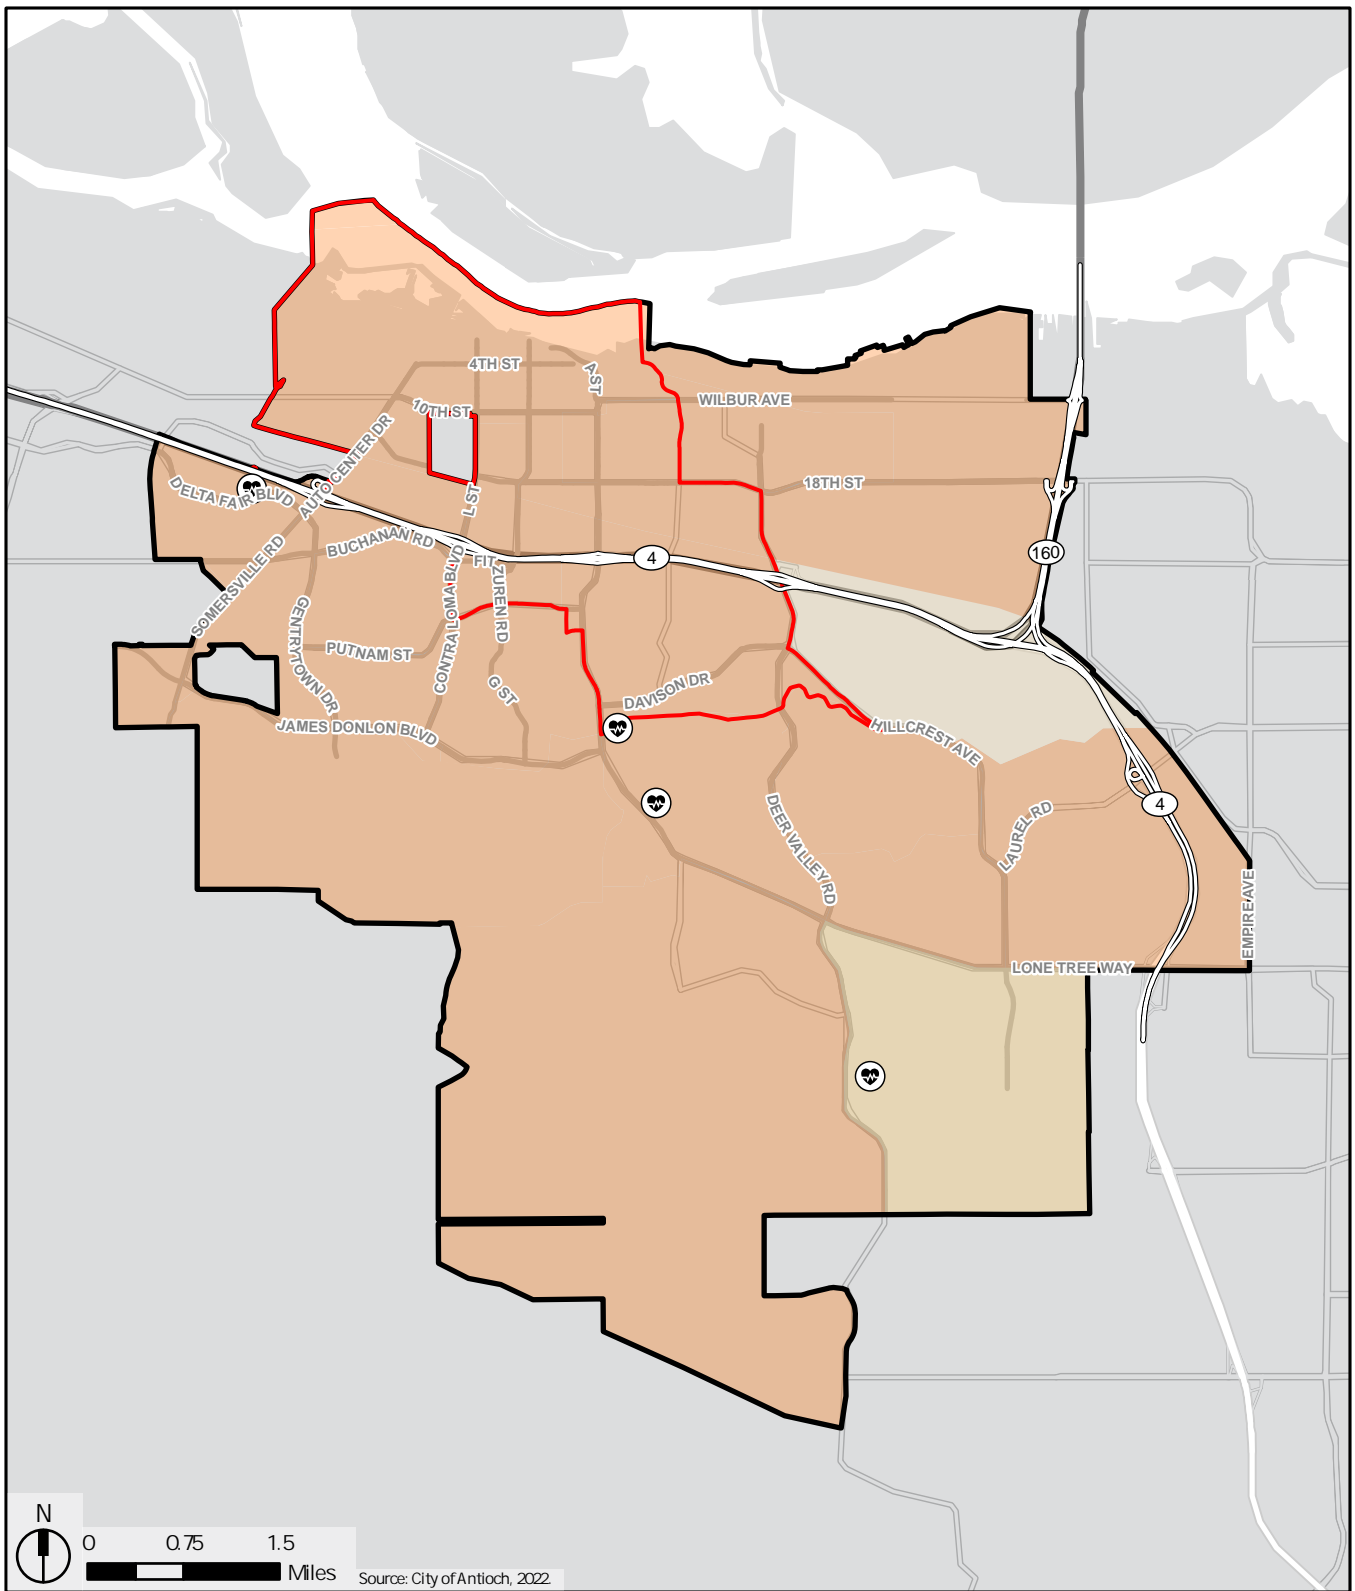 4TH ST
A ST
10TH ST
WILBUR AVE
AUTO CENTER DR
18TH ST
DELTA FAIR BLVD
L ST
BUCHANAN RD
SOMERSVILLE RD
FITZUREN RD
4
160
CONTRA LOMA BLVD
GENTRYTOWN DR
PUTNAM ST
G ST
DAVISON DR
JAMES DONLON BLVD
HILLCREST AVE
DEER VALLEY RD
LAUREL RD
4
EMPIRE AVE
LONE TREE WAY
N
0 0.75 1.5
Miles
Source: City of Antioch, 2022.